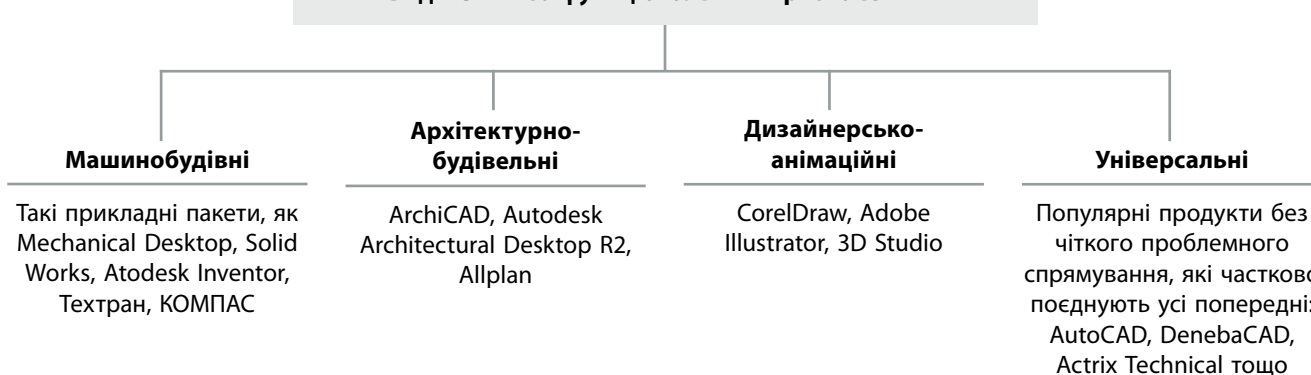 Машинобудівні
Такі прикладні пакети, як
Mechanical Desktop, Solid
Works, Atodesk Inventor,
Техтран, КОМПАС
Архітектурно-
будівельні
ArchiCAD, Autodesk
Architectural Desktop R2,
Allplan
Дизайнерсько-
анімаційні
CorelDraw, Adobe
Illustrator, 3D Studio
Універсальні
Популярні продукти без
чіткого проблемного
спрямування, які частково
поєднують усі попередні:
AutoCAD, DenebaCAD,
Actrix Technical тощо